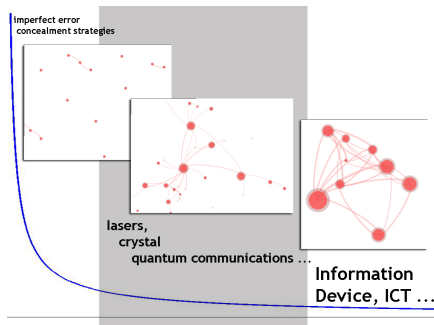 imperfect error
concealment strategies
lasers,
crystal
quantum communications ...
Information
Device, ICT ...